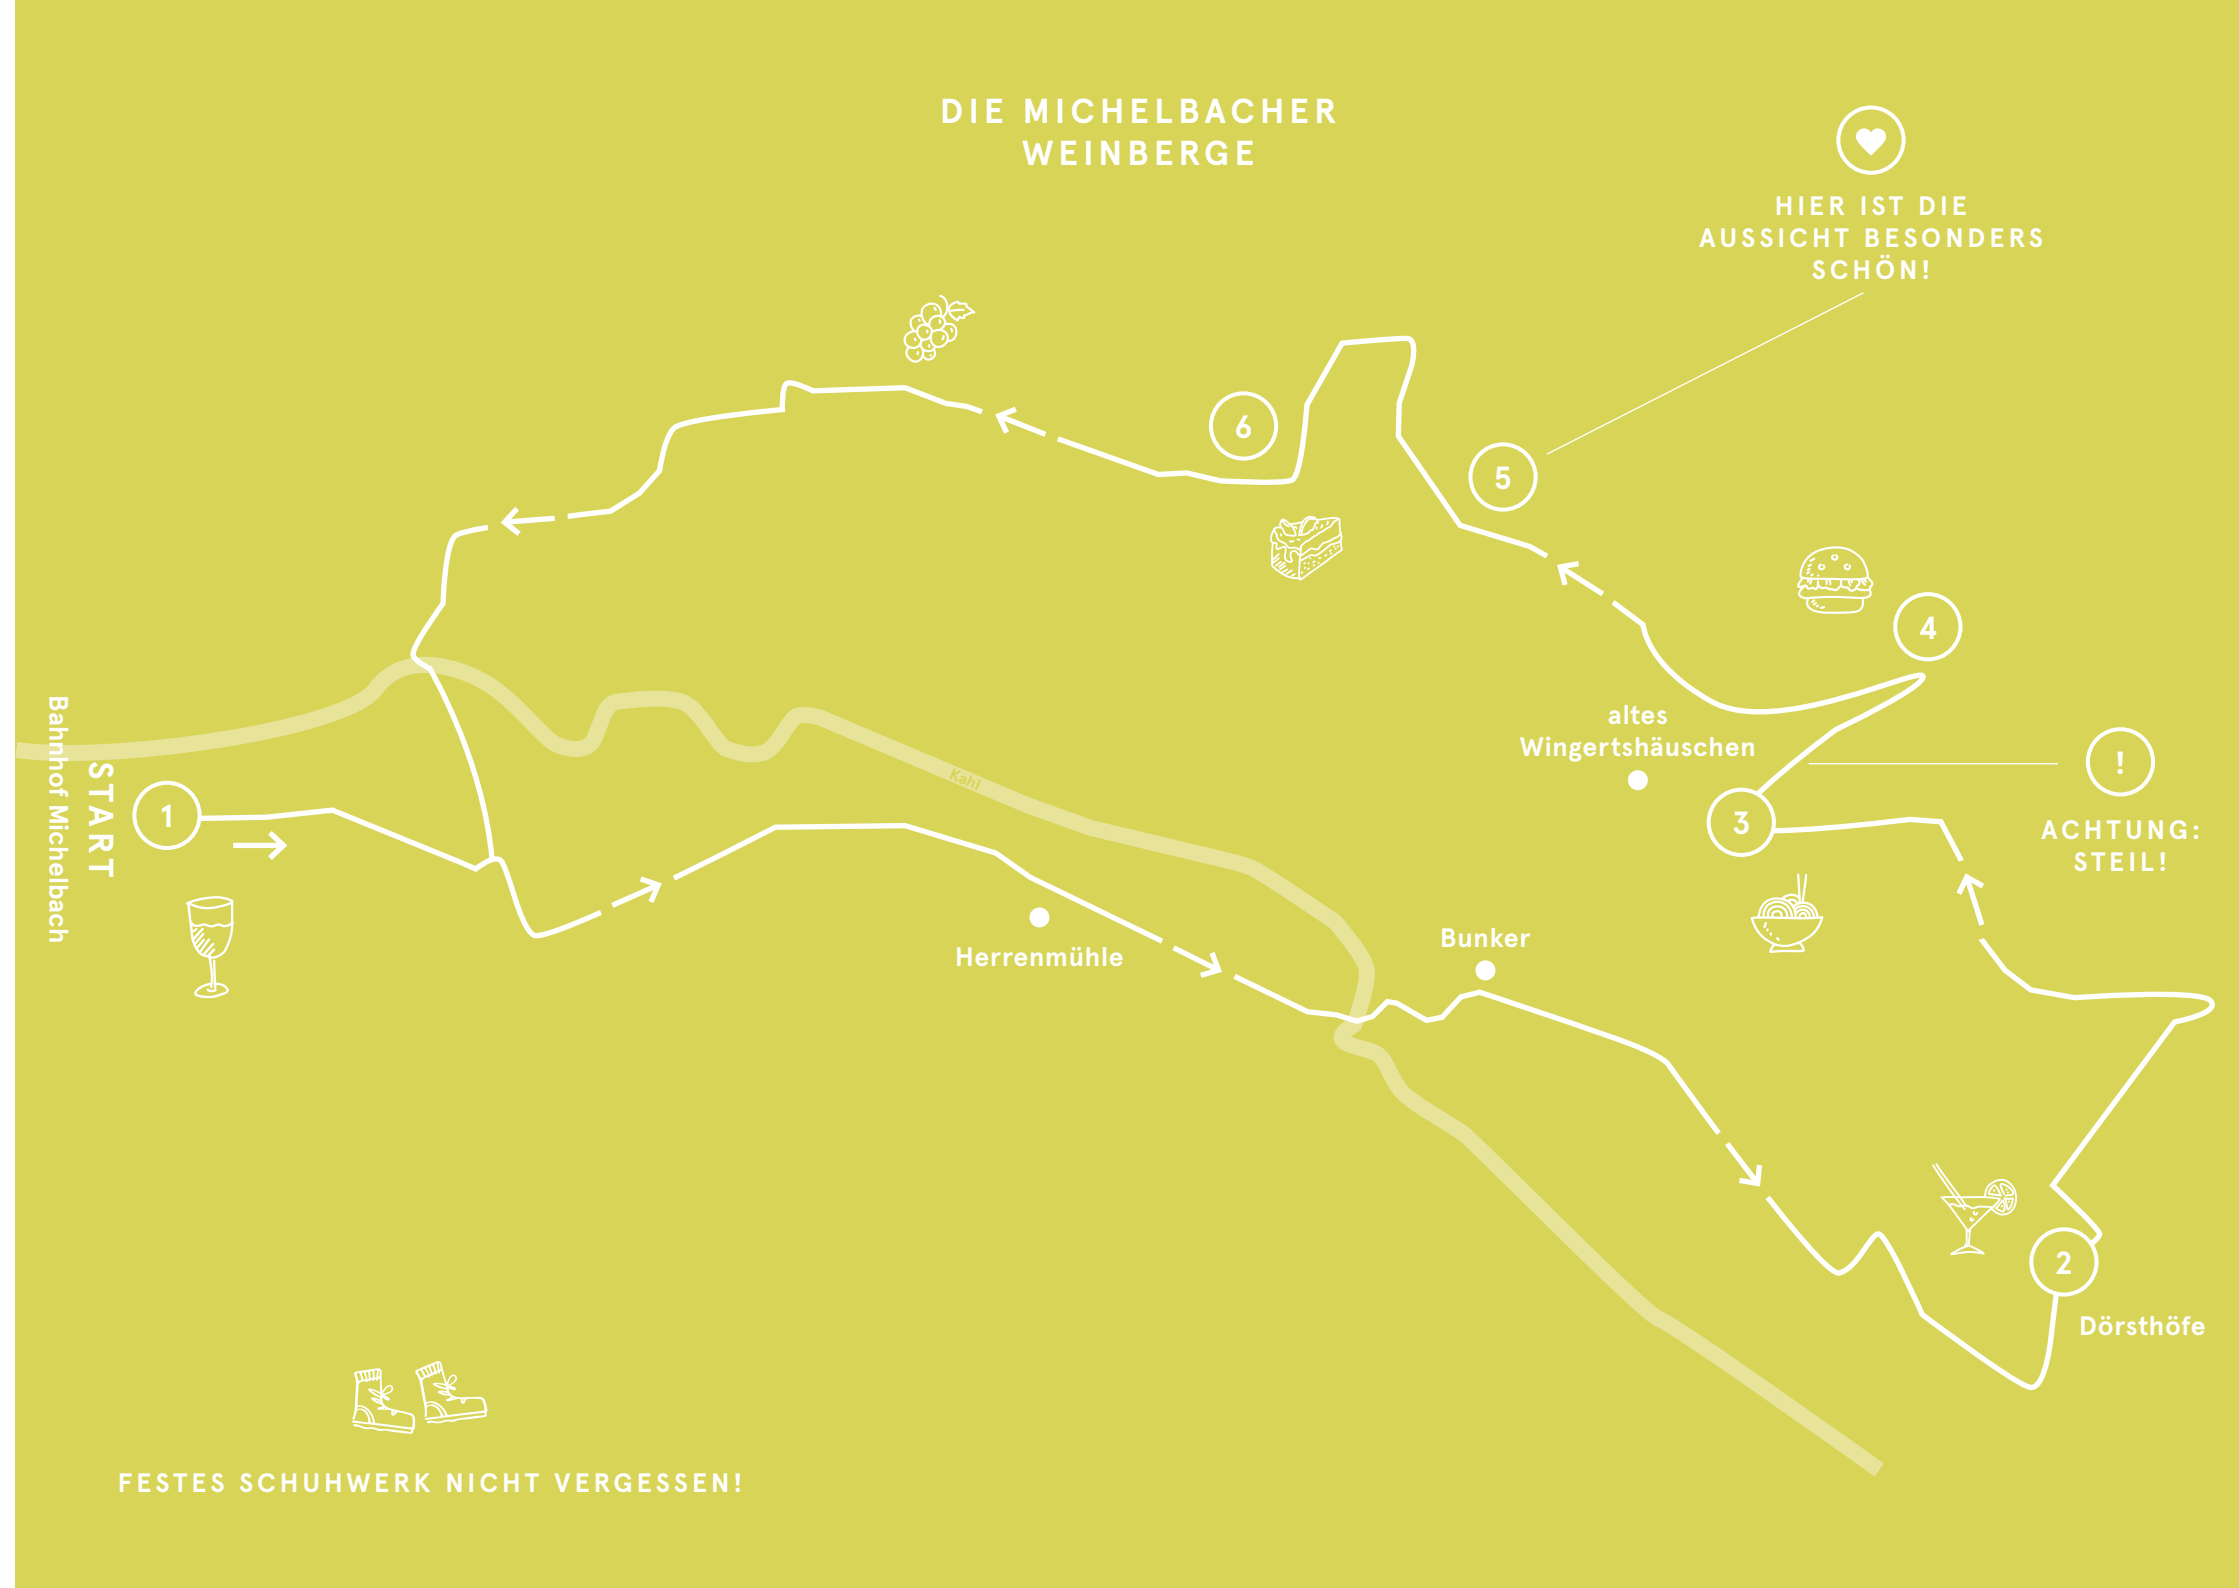 DIE MICHELBACHER
WEINBERGE
HIER IST DIE
AUSSICHT BESONDERS
SCHÖN!
6
5
4
altes
Wingertshäuschen
!
ACHTUNG:
STEIL!
3
Kahl
START
Bahnhof Michelbach
1
Herrenmühle
Bunker
2
Dörsthöfe
FESTES SCHUHWERK NICHT VERGESSEN!